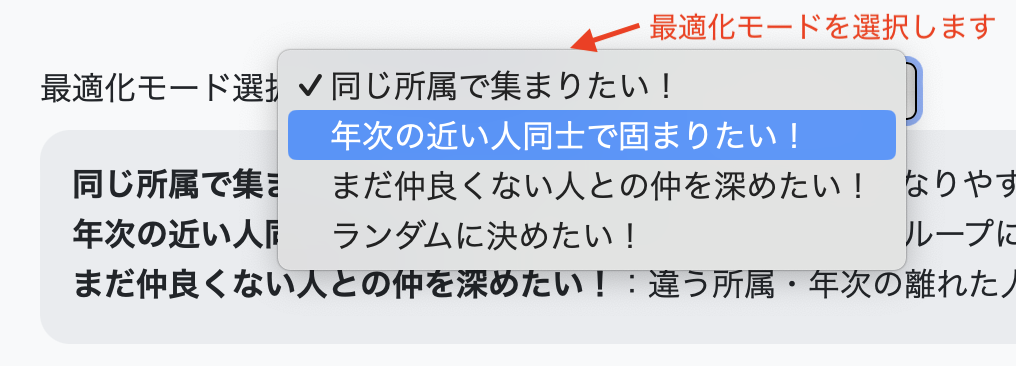 最適化モードを選択します
最適化モード選択
✓同じ所属で集まりたい！
年次の近い人同士で固まりたい！
まだ仲良くない人との仲を深めたい！
ランダムに決めたい！
同じ所属で集ま なりやす
年次の近い人同 ループに
まだ仲良くない人との仲を深めたい！：違う所属・年次の離れた人